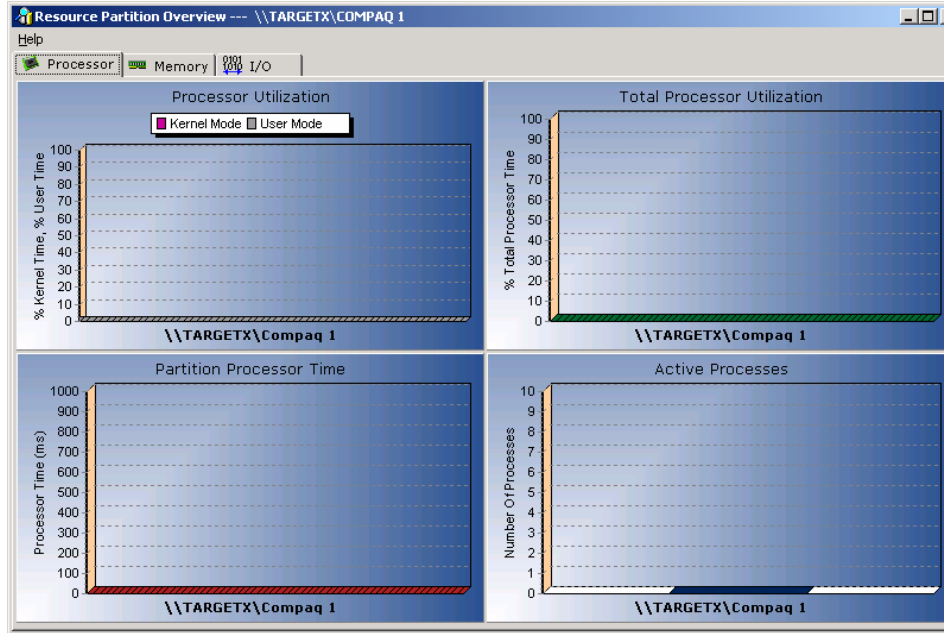 Resource Partition Overview --- \\TARGETX\COMPAQ 1
Help
Processor
Memory
0101
1010
I/O
Processor Utilization
Kernel Mode
User Mode
% Kernel Time, % User Time
100
90
80
70
60
50
40
30
20
10
0
\\TARGETX\Compaq 1
Total Processor Utilization
% Total Processor Time
100
90
80
70
60
50
40
30
20
10
0
\\TARGETX\Compaq 1
Partition Processor Time
Processor Time (ms)
1000
900
800
700
600
500
400
300
200
100
0
\\TARGETX\Compaq 1
Active Processes
Number Of Processes
10
9
8
7
6
5
4
3
2
1
0
\\TARGETX\Compaq 1